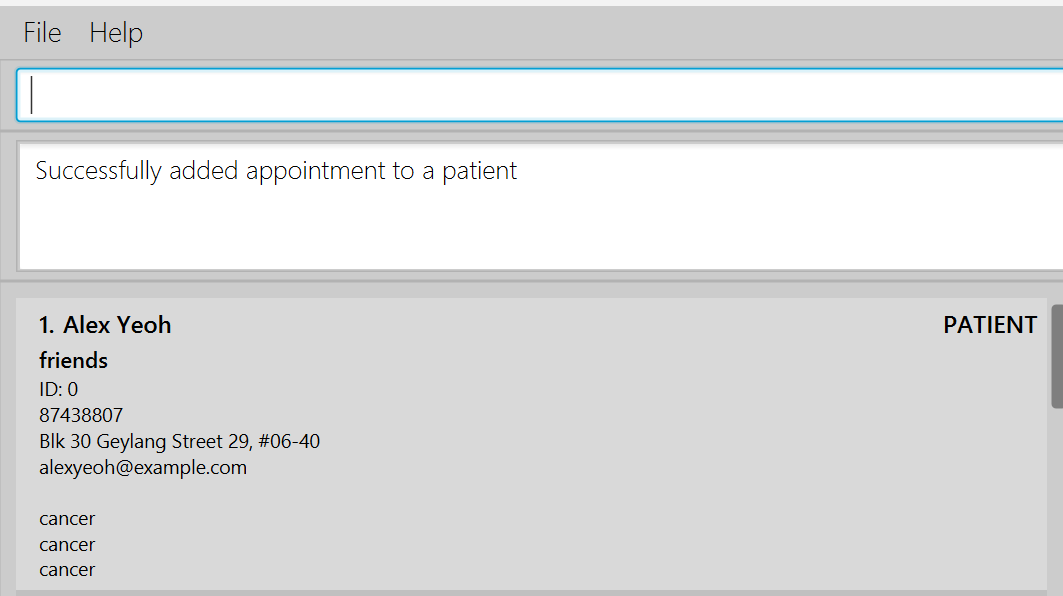 File Help
Successfully added appointment to a patient
1. Alex Yeoh PATIENT
friends
ID: 0
87438807
Blk 30 Geylang Street 29, #06-40
alexyeoh@example.com
cancer
cancer
cancer